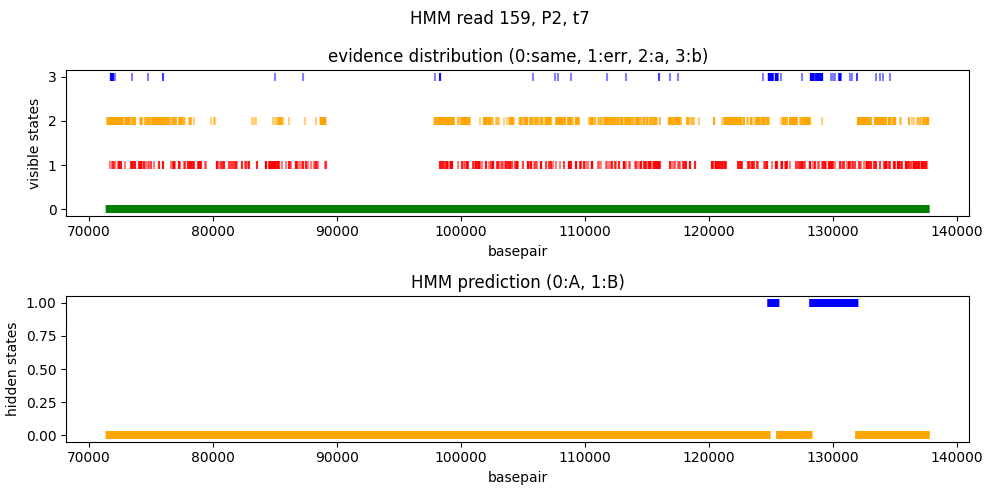 HMM read 159, P2, t7
evidence distribution (0:same, 1:err, 2:a, 3:b)
visible states
3
2
1
0
70000 80000 90000 100000 110000 120000 130000 140000
basepair
HMM prediction (0:A, 1:B)
hidden states
1.00
0.75
0.50
0.25
0.00
70000 80000 90000 100000 110000 120000 130000 140000
basepair